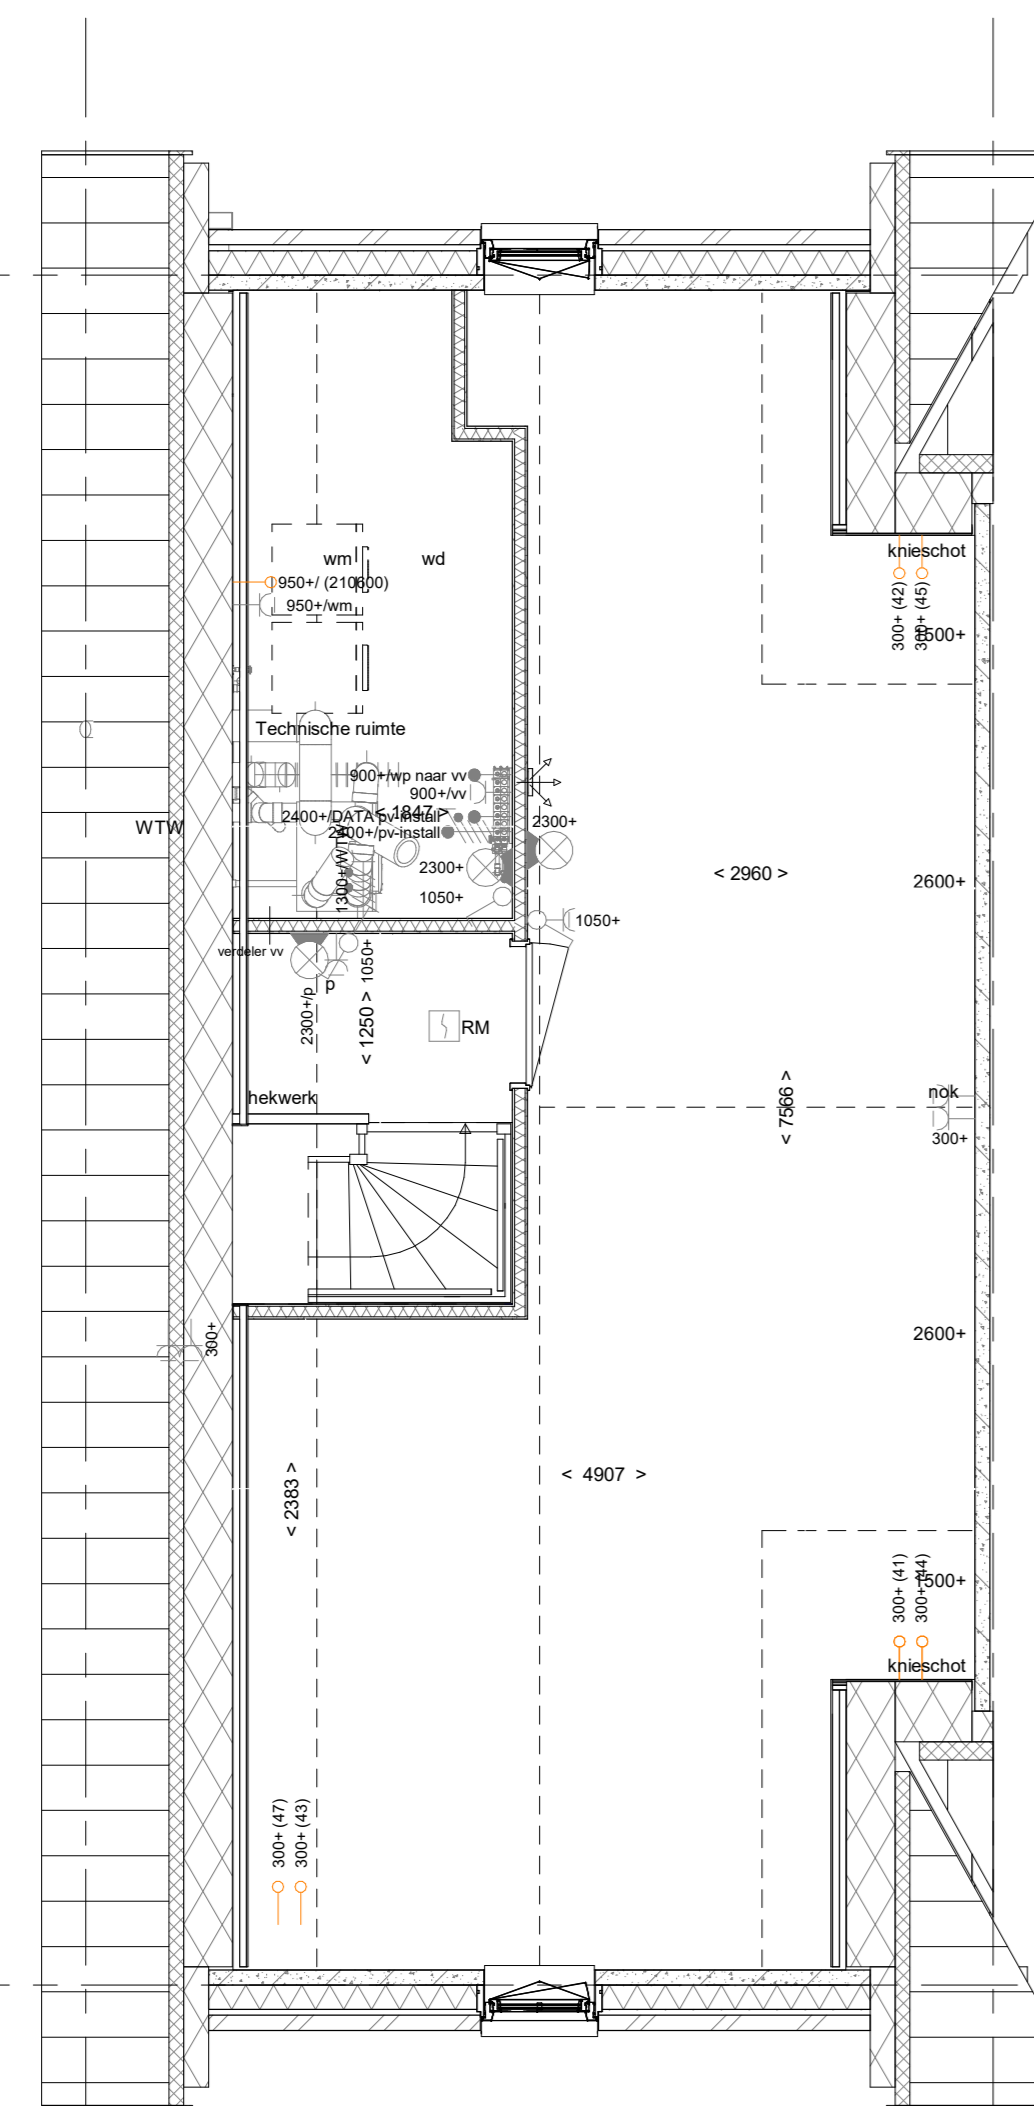 knieschot
wm
wd
950+/ (210600)
950+/wm
300+ (42)
300+ (45)
1500+
Technische ruimte
900+/wp naar vv
900+/vv
< 1847 >
2400+/DATA pv-install
2400+/pv-install
WTW
2300+
1300+/WTW
2300+
< 2960 >
2600+
1050+
1050+
verdeler vv
p
2300+/p
< 1250 >
1050+
RM
hekwerk
nok
< 7566 >
300+
300+
2600+
< 2383 >
< 4907 >
300+ (41)
300+ (44)
1500+
knieschot
300+ (47)
300+ (43)